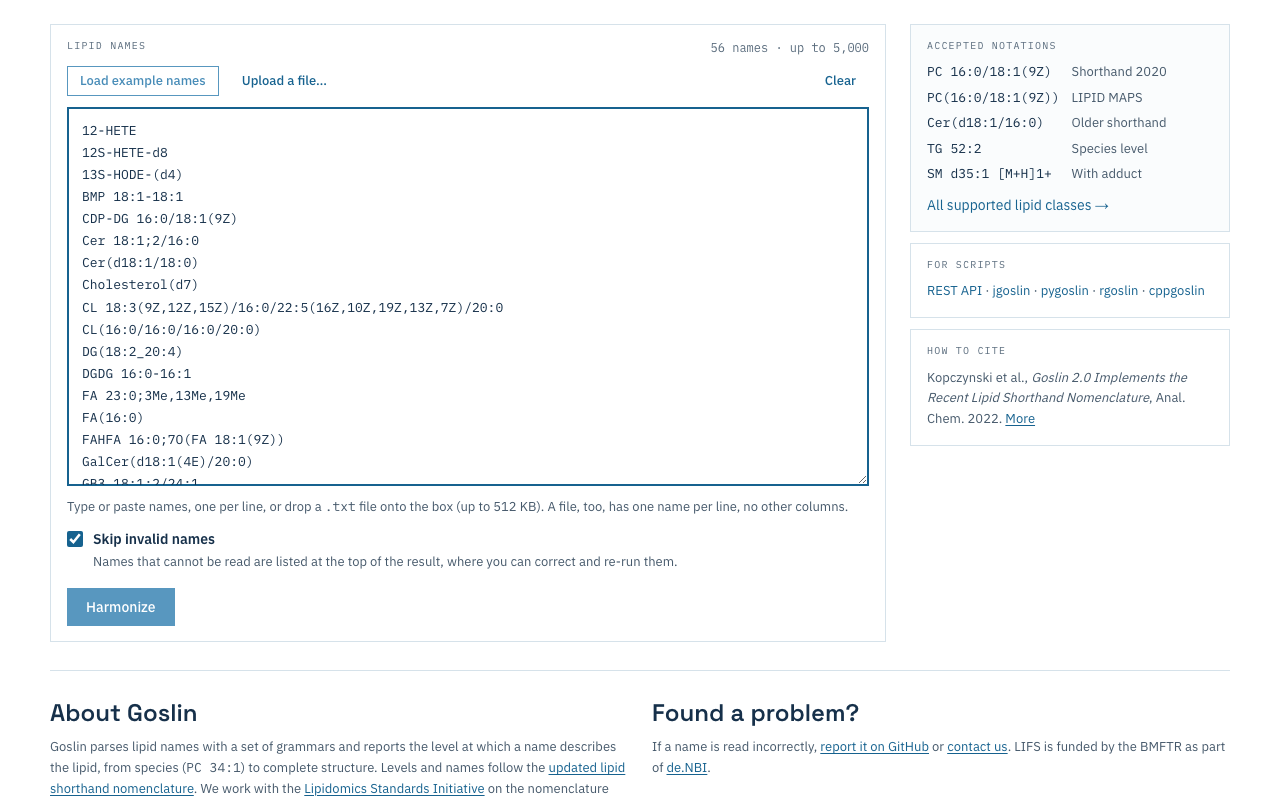 LIPID NAMES
56 names · up to 5,000
Load example names
Upload a file...
Clear
12-HETE
12S-HETE-d8
13S-HODE-(d4)
BMP 18:1-18:1
CDP-DG 16:0/18:1(9Z)
Cer 18:1;2/16:0
Cer(d18:1/18:0)
Cholesterol(d7)
CL 18:3(9Z,12Z,15Z)/16:0/22:5(16Z,10Z,19Z,13Z,7Z)/20:0
CL(16:0/16:0/16:0/20:0)
DG(18:2_20:4)
DGDG 16:0-16:1
FA 23:0;3Me,13Me,19Me
FA(16:0)
FAHFA 16:0;7O(FA 18:1(9Z))
GalCer(d18:1(4E)/20:0)
GB3 18:1;2/24:1
Type or paste names, one per line, or drop a .txt file onto the box (up to 512 KB). A file, too, has one name per line, no other columns.
Skip invalid names
Names that cannot be read are listed at the top of the result, where you can correct and re-run them.
Harmonize
ACCEPTED NOTATIONS
PC 16:0/18:1(9Z) Shorthand 2020
PC(16:0/18:1(9Z)) LIPID MAPS
Cer(d18:1/16:0) Older shorthand
TG 52:2 Species level
SM d35:1 [M+H]1+ With adduct
All supported lipid classes →
FOR SCRIPTS
REST API · jgoslin · pygoslin · rgoslin · cppgoslin
HOW TO CITE
Kopczynski et al., Goslin 2.0 Implements the
Recent Lipid Shorthand Nomenclature, Anal.
Chem. 2022. More
About Goslin
Goslin parses lipid names with a set of grammars and reports the level at which a name describes
the lipid, from species (PC 34:1) to complete structure. Levels and names follow the updated lipid
shorthand nomenclature. We work with the Lipidomics Standards Initiative on the nomenclature
Found a problem?
If a name is read incorrectly, report it on GitHub or contact us. LIFS is funded by the BMFTR as part
of de.NBI.